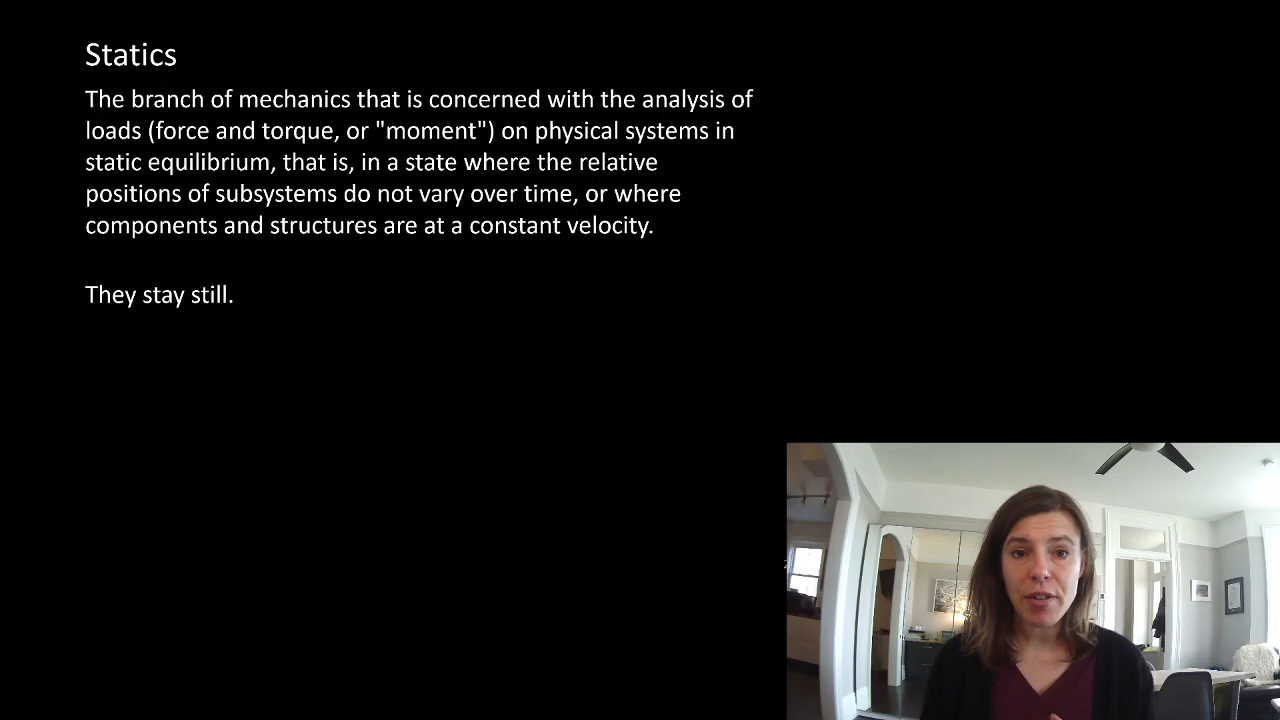 Statics
The branch of mechanics that is concerned with the analysis of
loads (force and torque, or "moment") on physical systems in
static equilibrium, that is, in a state where the relative
positions of subsystems do not vary over time, or where
components and structures are at a constant velocity.
They stay still.